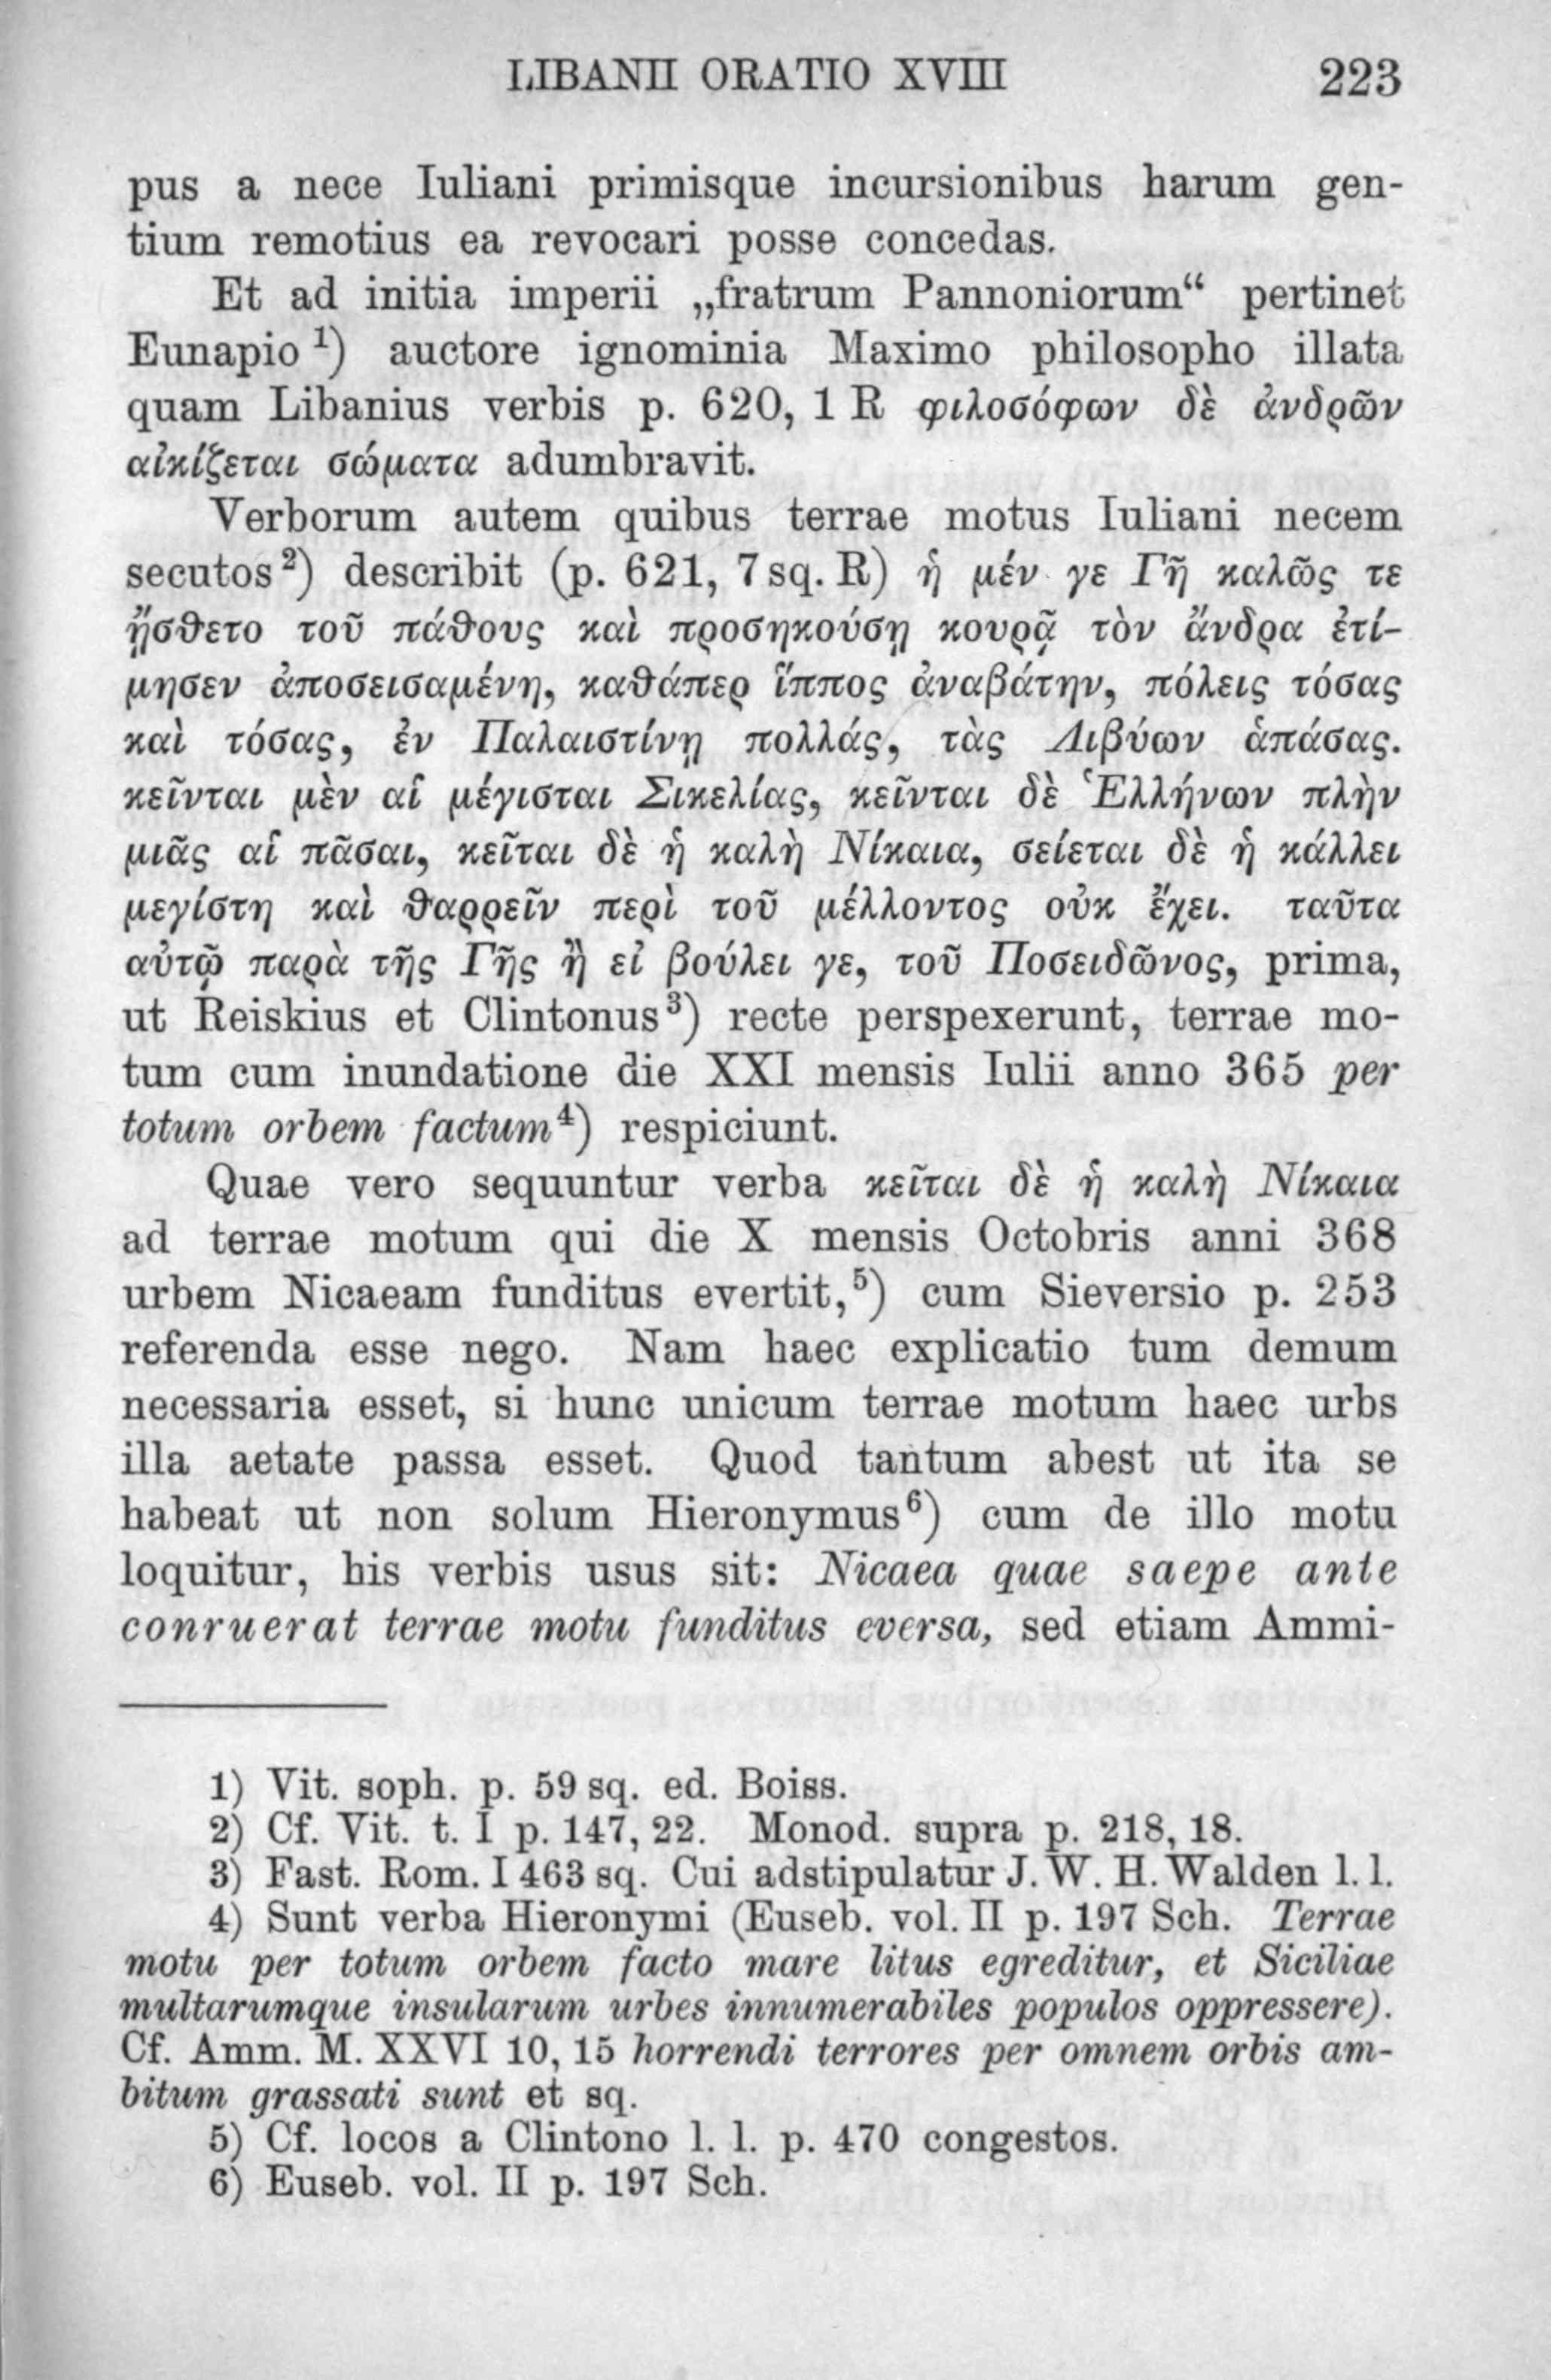 LIBANII ORATIO XVIII 223
pus a nece Iuliani primisque incursionibus harum gen-
tium remotius ea revocari posse concedas.
Et ad initia imperii „fratrum Pannoniorum“ pertinet
Eunapio ¹) auctore ignominia Maximo philosopho illata
quam Libanius verbis p. 620, 1 R φιλοσόφων δὲ ἀνδρῶν
αἰκίζεται σώματα adumbravit.
Verborum autem quibus terrae motus Iuliani necem
secutos ²) describit (p. 621, 7 sq. R) ἡ μέν γε Γῆ καλῶς τε
ᾔσθετο τοῦ πάθους καὶ προσηκούσῃ κουρᾷ τὸν ἄνδρα ἐτί-
μησεν ἀποσεισαμένη, καθάπερ ἵππος ἀναβάτην, πόλεις τόσας
καὶ τόσας, ἐν Παλαιστίνῃ πολλάς, τὰς Λιβύων ἁπάσας.
κεῖνται μὲν αἱ μέγισται Σικελίας, κεῖνται δὲ Ἑλλήνων πλὴν
μιᾶς αἱ πᾶσαι, κεῖται δὲ ἡ καλὴ Νίκαια, σείεται δὲ ἡ κάλλει
μεγίστη καὶ θαρρεῖν περὶ τοῦ μέλλοντος οὐκ ἔχει. ταῦτα
αὐτῷ παρὰ τῆς Γῆς ἢ εἰ βούλει γε, τοῦ Ποσειδῶνος, prima,
ut Reiskius et Clintonus ³) recte perspexerunt, terrae mo-
tum cum inundatione die XXI mensis Iulii anno 365 per
totum orbem factum ⁴) respiciunt.
Quae vero sequuntur verba κεῖται δὲ ἡ καλὴ Νίκαια
ad terrae motum qui die X mensis Octobris anni 368
urbem Nicaeam funditus evertit, ⁵) cum Sieversio p. 253
referenda esse nego. Nam haec explicatio tum demum
necessaria esset, si hunc unicum terrae motum haec urbs
illa aetate passa esset. Quod tantum abest ut ita se
habeat ut non solum Hieronymus ⁶) cum de illo motu
loquitur, his verbis usus sit: Nicaea quae saepe ante
conruerat terrae motu funditus eversa, sed etiam Ammi-
1) Vit. soph. p. 59 sq. ed. Boiss.
2) Cf. Vit. t. I p. 147, 22. Monod. supra p. 218, 18.
3) Fast. Rom. I 463 sq. Cui adstipulatur J. W. H. Walden l. l.
4) Sunt verba Hieronymi (Euseb. vol. II p. 197 Sch. Terrae
motu per totum orbem facto mare litus egreditur, et Siciliae
multarumque insularum urbes innumerabiles populos oppressere).
Cf. Amm. M. XXVI 10, 15 horrendi terrores per omnem orbis am-
bitum grassati sunt et sq.
5) Cf. locos a Clintono l. l. p. 470 congestos.
6) Euseb. vol. II p. 197 Sch.